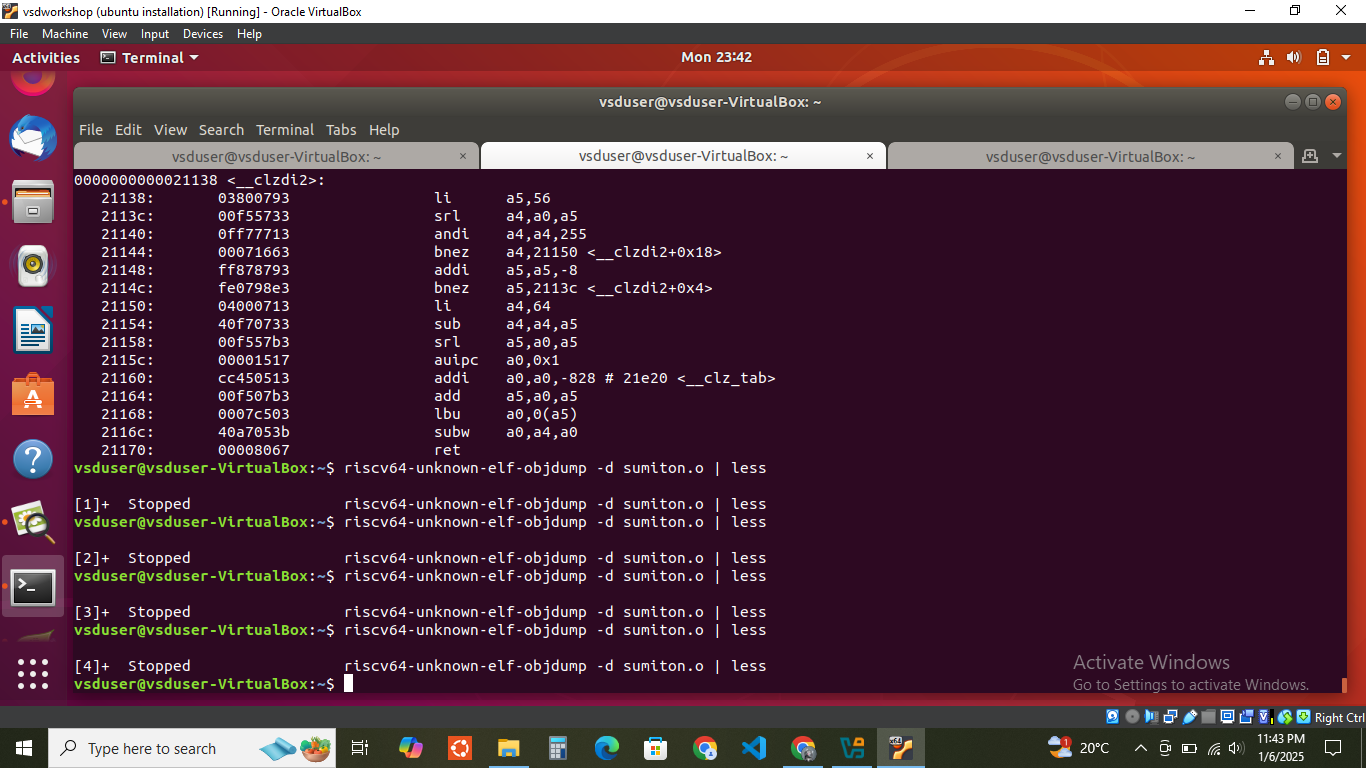 vsdworkshop (ubuntu installation) [Running] - Oracle VirtualBox
File Machine View Input Devices Help
Activities Terminal Mon 23:42
vsduser@vsduser-VirtualBox: ~
File Edit View Search Terminal Tabs Help
vsduser@vsduser-VirtualBox: ~ × vsduser@vsduser-VirtualBox: ~ × vsduser@vsduser-VirtualBox: ~ ×
0000000000021138 <__clzdi2>:
21138: 03800793 li a5,56
2113c: 00f55733 srl a4,a0,a5
21140: 0ff77713 andi a4,a4,255
21144: 00071663 bnez a4,21150 <__clzdi2+0x18>
21148: ff878793 addi a5,a5,-8
2114c: fe0798e3 bnez a5,2113c <__clzdi2+0x4>
21150: 04000713 li a4,64
21154: 40f70733 sub a4,a4,a5
21158: 00f557b3 srl a5,a0,a5
2115c: 00001517 auipc a0,0x1
21160: cc450513 addi a0,a0,-828 # 21e20 <__clz_tab>
21164: 00f507b3 add a5,a0,a5
21168: 0007c503 lbu a0,0(a5)
2116c: 40a7053b subw a0,a4,a0
21170: 00008067 ret
vsduser@vsduser-VirtualBox:~$ riscv64-unknown-elf-objdump -d sumiton.o | less
[1]+ Stopped riscv64-unknown-elf-objdump -d sumiton.o | less
vsduser@vsduser-VirtualBox:~$ riscv64-unknown-elf-objdump -d sumiton.o | less
[2]+ Stopped riscv64-unknown-elf-objdump -d sumiton.o | less
vsduser@vsduser-VirtualBox:~$ riscv64-unknown-elf-objdump -d sumiton.o | less
[3]+ Stopped riscv64-unknown-elf-objdump -d sumiton.o | less
vsduser@vsduser-VirtualBox:~$ riscv64-unknown-elf-objdump -d sumiton.o | less
[4]+ Stopped riscv64-unknown-elf-objdump -d sumiton.o | less
vsduser@vsduser-VirtualBox:~$
Activate Windows
Go to Settings to activate Windows.
Right Ctrl
Type here to search
1
20°C
11:43 PM
1/6/2025